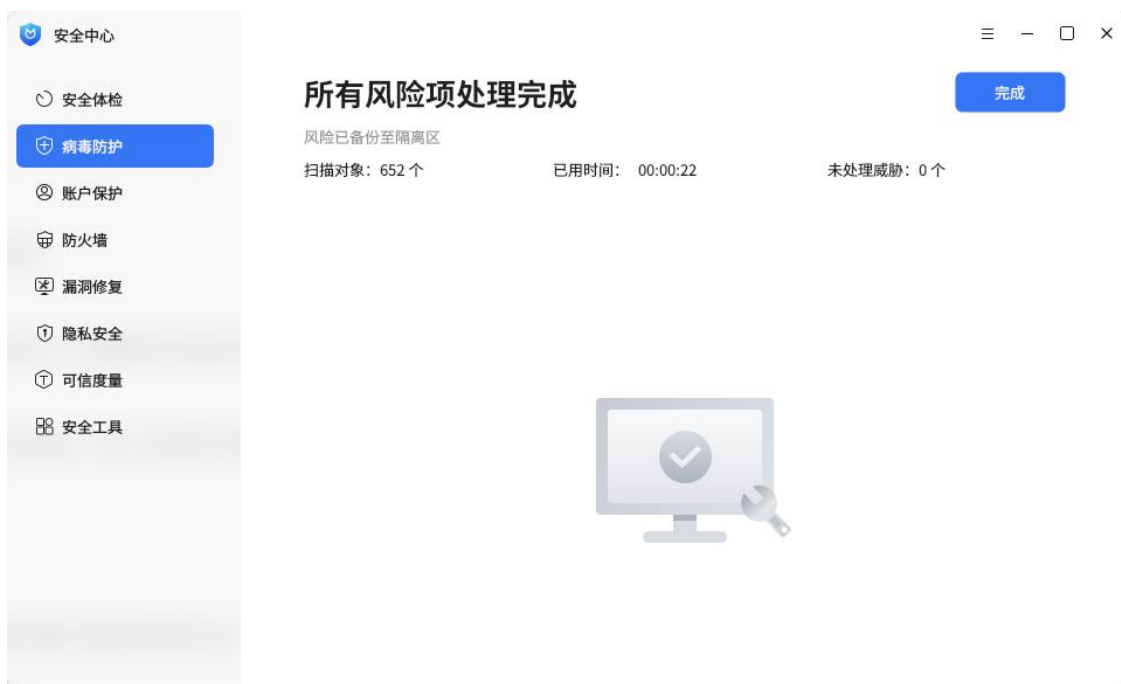 安全中心
安全体检
病毒防护
账户保护
防火墙
漏洞修复
隐私安全
可信度量
安全工具
所有风险项处理完成
完成
风险已备份至隔离区
扫描对象：652 个
已用时间： 00:00:22
未处理威胁：0 个